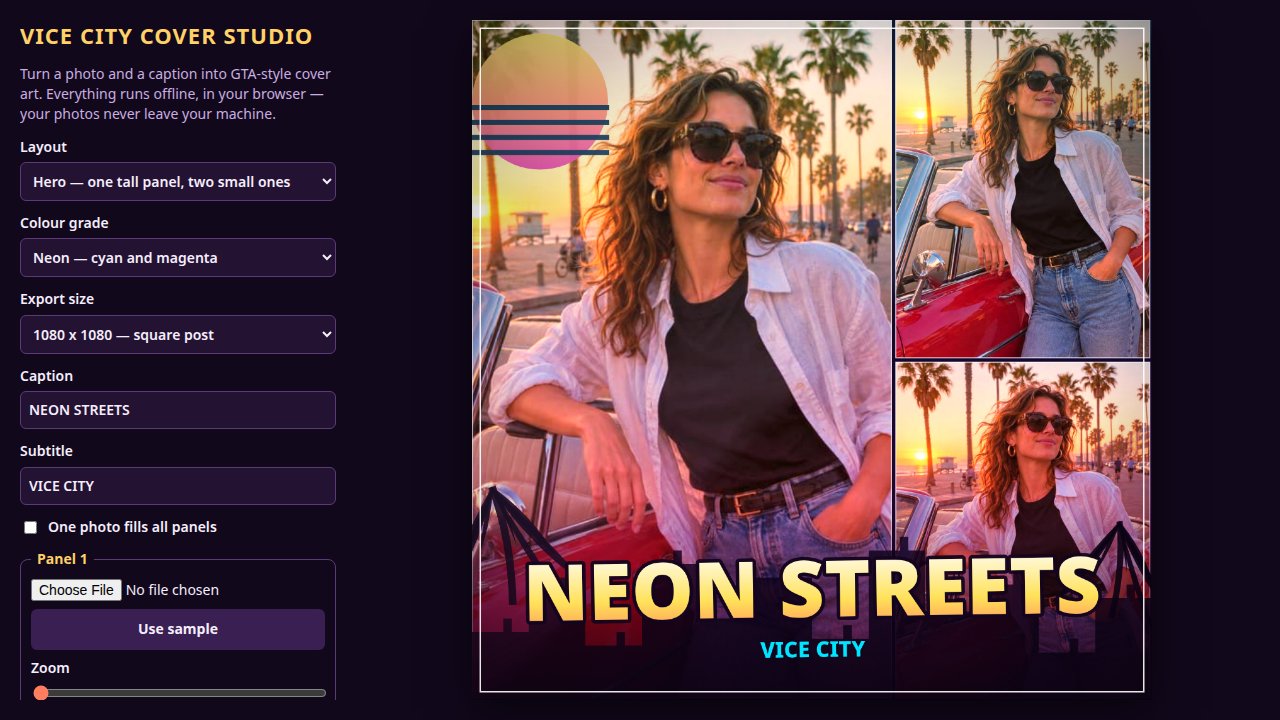 VICE CITY COVER STUDIO
Turn a photo and a caption into GTA-style cover
art. Everything runs offline, in your browser —
your photos never leave your machine.
Layout
Hero — one tall panel, two small ones
Colour grade
Neon — cyan and magenta
Export size
1080 x 1080 — square post
Caption
NEON STREETS
Subtitle
VICE CITY
One photo fills all panels
Panel 1
Choose File No file chosen
Use sample
Zoom
NEON STREETS
VICE CITY